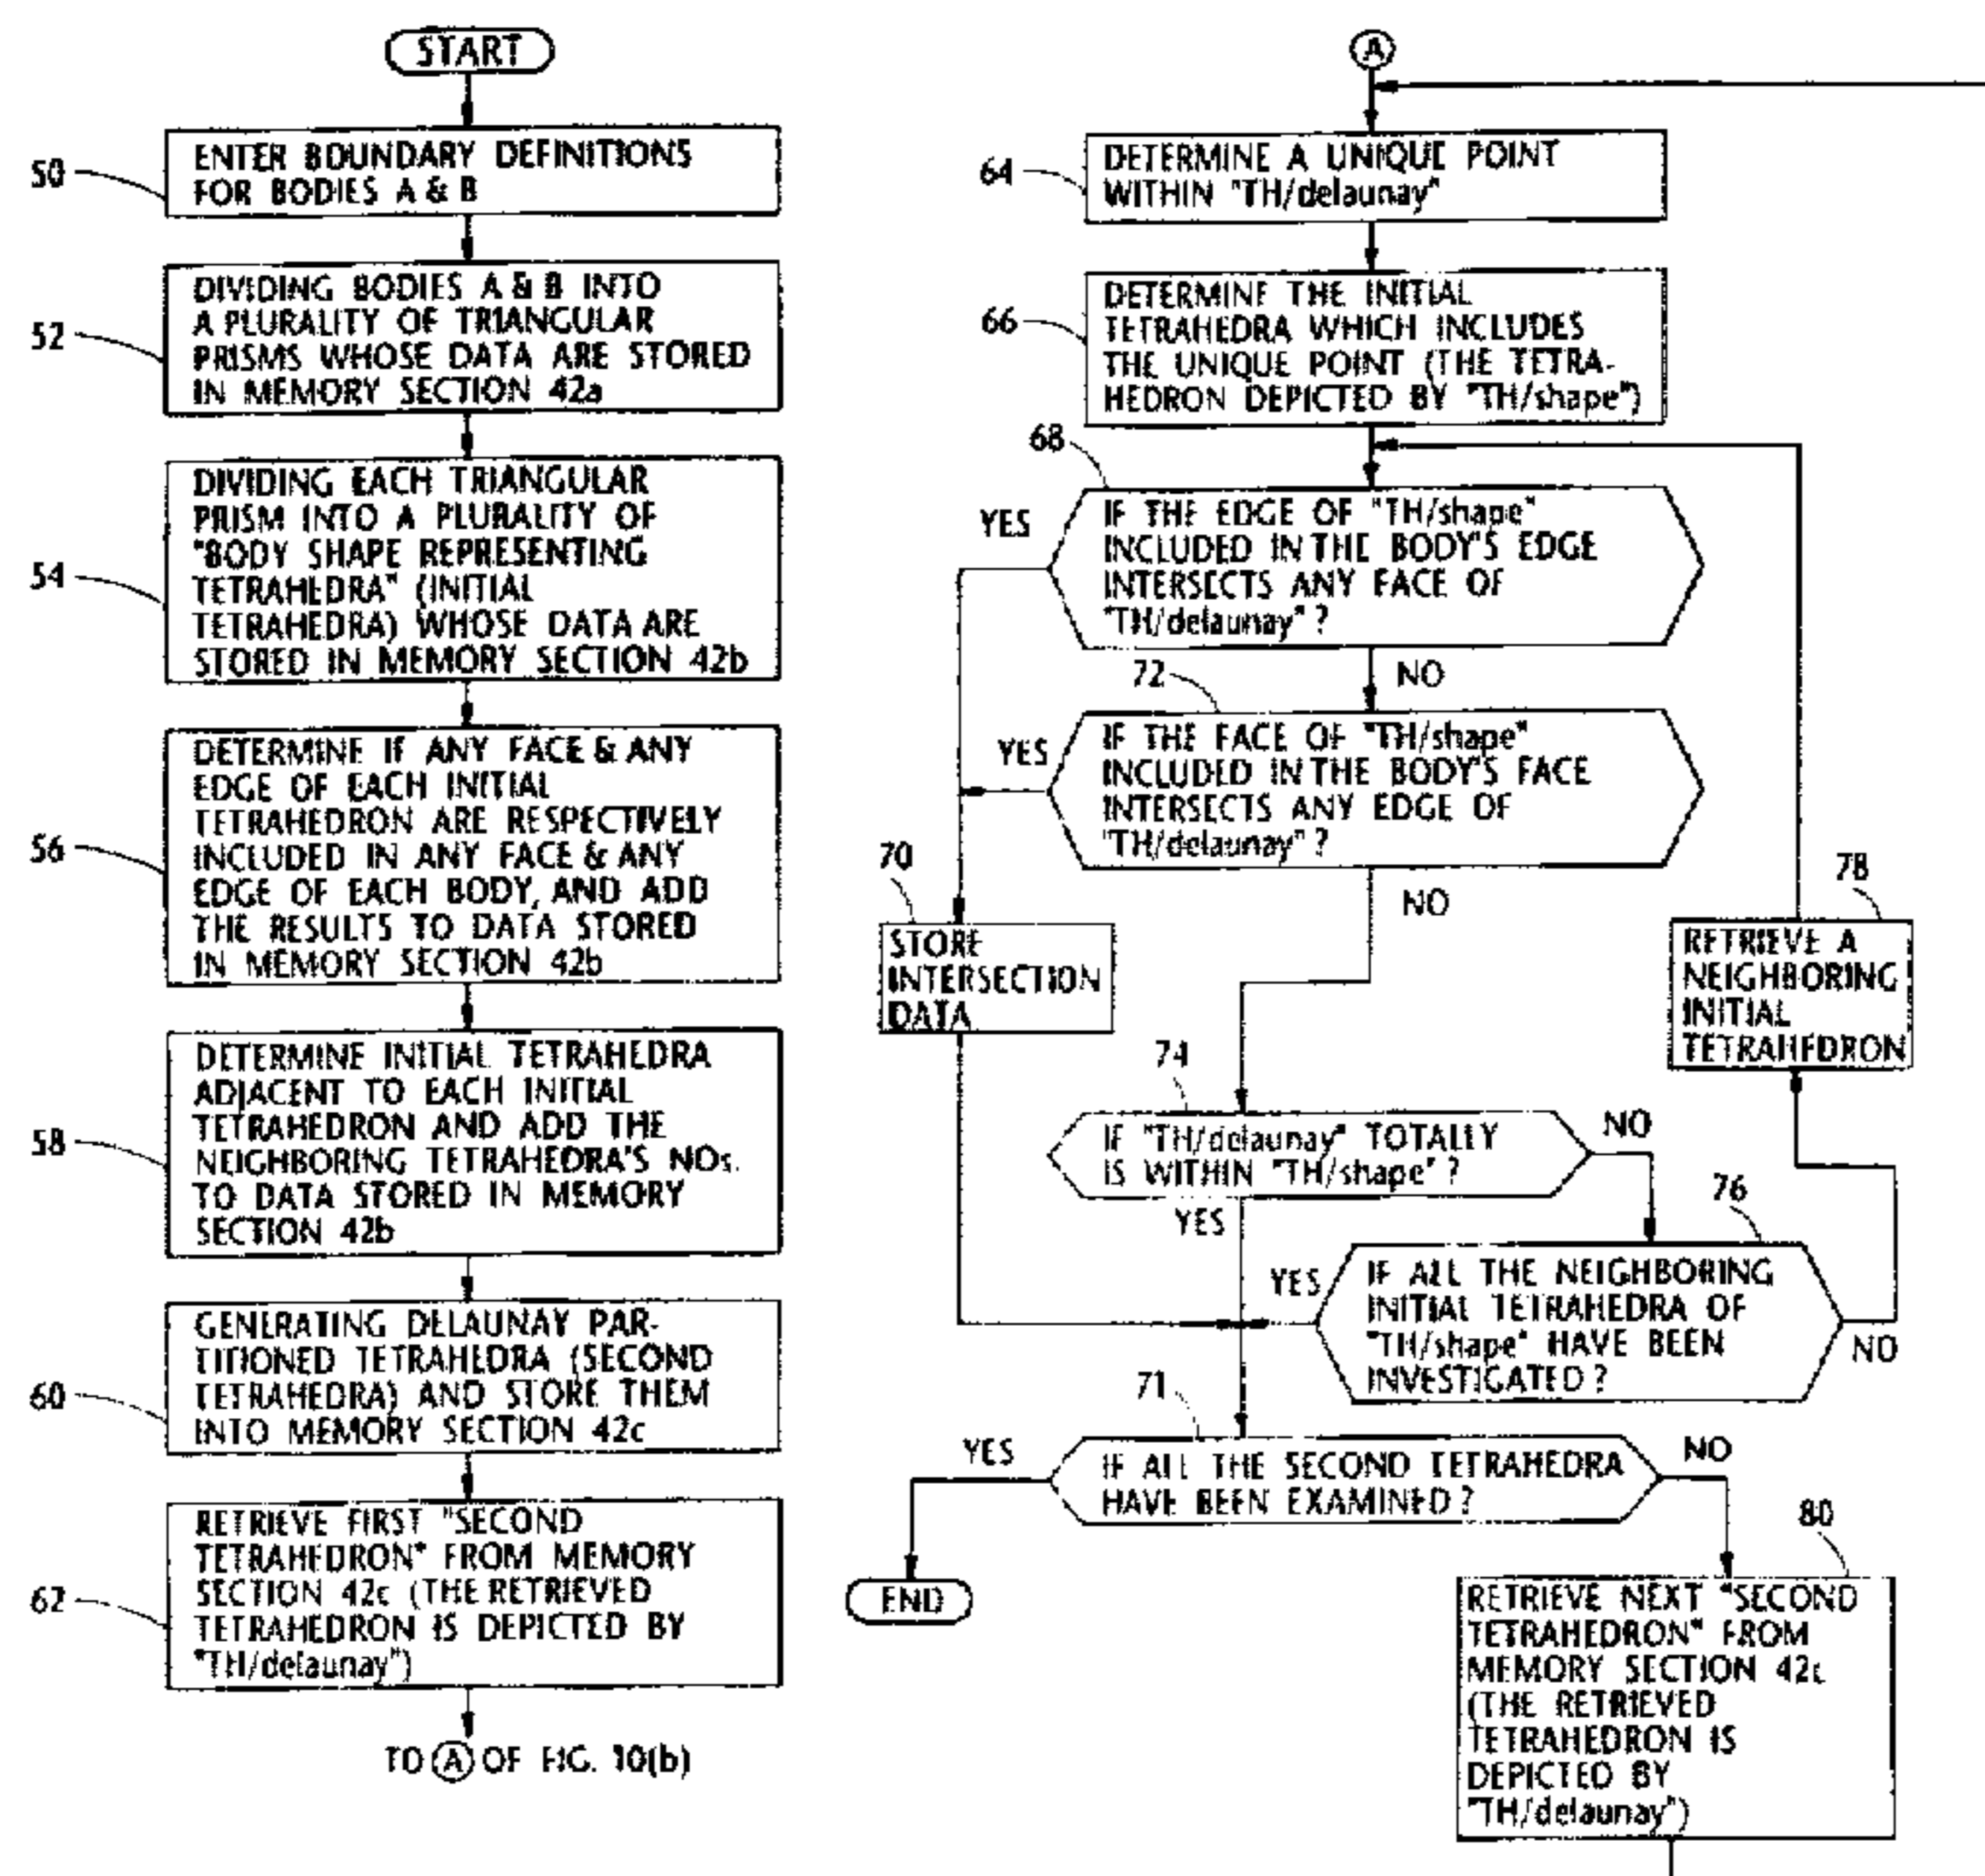 START
50
ENTER BOUNDARY DEFINITIONS
FOR BODIES A & B
52
DIVIDING BODIES A & B INTO
A PLURALITY OF TRIANGULAR
PRISMS WHOSE DATA ARE STORED
IN MEMORY SECTION 42a
54
DIVIDING EACH TRIANGULAR
PRISM INTO A PLURALITY OF
"BODY SHAPE REPRESENTING
TETRAHEDRA" (INITIAL
TETRAHEDRA) WHOSE DATA ARE
STORED IN MEMORY SECTION 42b
56
DETERMINE IF ANY FACE & ANY
EDGE OF EACH INITIAL
TETRAHEDRON ARE RESPECTIVELY
INCLUDED IN ANY FACE & ANY
EDGE OF EACH BODY, AND ADD
THE RESULTS TO DATA STORED
IN MEMORY SECTION 42b
58
DETERMINE INITIAL TETRAHEDRA
ADJACENT TO EACH INITIAL
TETRAHEDRON AND ADD THE
NEIGHBORING TETRAHEDRA'S NOs.
TO DATA STORED IN MEMORY
SECTION 42b
60
GENERATING DELAUNAY PAR-
TITIONED TETRAHEDRA (SECOND
TETRAHEDRA) AND STORE THEM
INTO MEMORY SECTION 42c
62
RETRIEVE FIRST "SECOND
TETRAHEDRON" FROM MEMORY
SECTION 42c (THE RETRIEVED
TETRAHEDRON IS DEPICTED BY
"TH/delaunay")
TO A OF FIG. 10(b)
A
64
DETERMINE A UNIQUE POINT
WITHIN "TH/delaunay"
66
DETERMINE THE INITIAL
TETRAHEDRA WHICH INCLUDES
THE UNIQUE POINT (THE TETRA-
HEDRON DEPICTED BY "TH/shape")
68
YES
IF THE EDGE OF "TH/shape"
INCLUDED IN THE BODY'S EDGE
INTERSECTS ANY FACE OF
"TH/delaunay" ?
NO
72
YES
IF THE FACE OF "TH/shape"
INCLUDED IN THE BODY'S FACE
INTERSECTS ANY EDGE OF
"TH/delaunay" ?
NO
70
STORE
INTERSECTION
DATA
78
RETRIEVE A
NEIGHBORING
INITIAL
TETRAHEDRON
74
IF "TH/delaunay" TOTALLY
IS WITHIN "TH/shape" ?
NO
YES
76
YES
IF ALL THE NEIGHBORING
INITIAL TETRAHEDRA OF
"TH/shape" HAVE BEEN
INVESTIGATED ?
NO
71
YES
IF ALL THE SECOND TETRAHEDRA
HAVE BEEN EXAMINED ?
NO
END
80
RETRIEVE NEXT "SECOND
TETRAHEDRON" FROM
MEMORY SECTION 42c
(THE RETRIEVED
TETRAHEDRON IS
DEPICTED BY
"TH/delaunay")